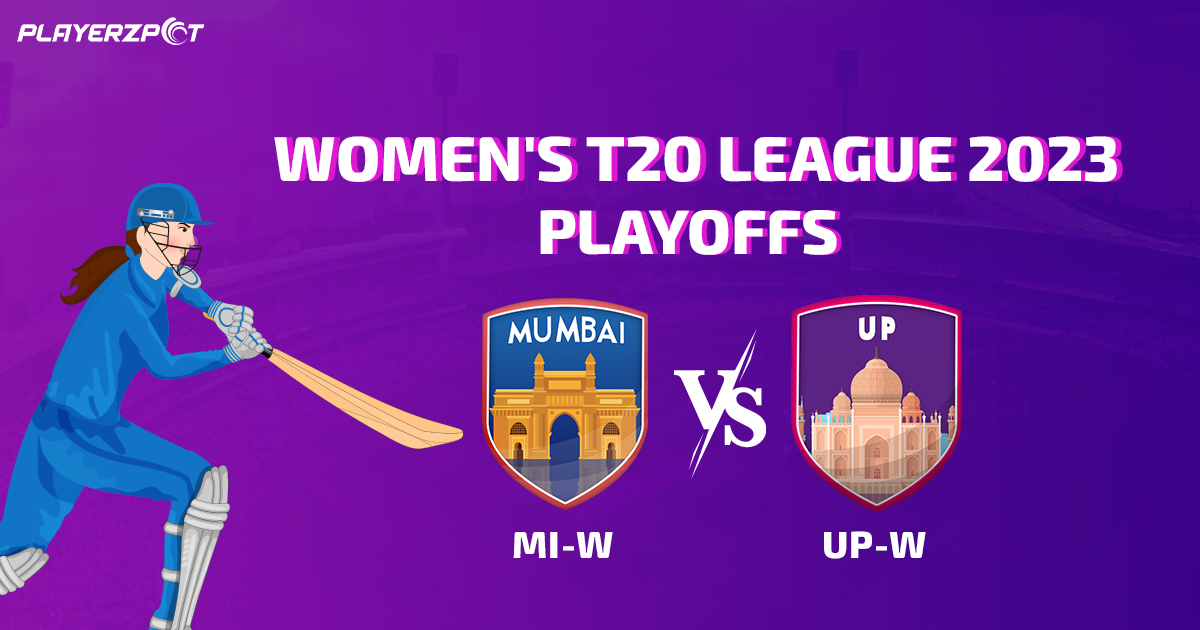 PLAYERZPOT
WOMEN'S T20 LEAGUE 2023
PLAYOFFS
MUMBAI
UP
VS
MI-W
UP-W